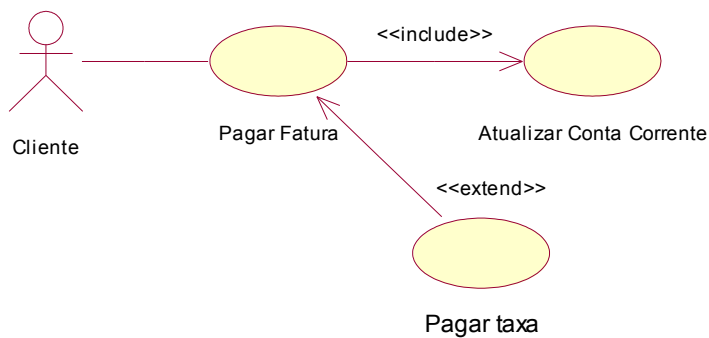 <<include>>
Cliente
Pagar Fatura
Atualizar Conta Corrente
<<extend>>
Pagar taxa